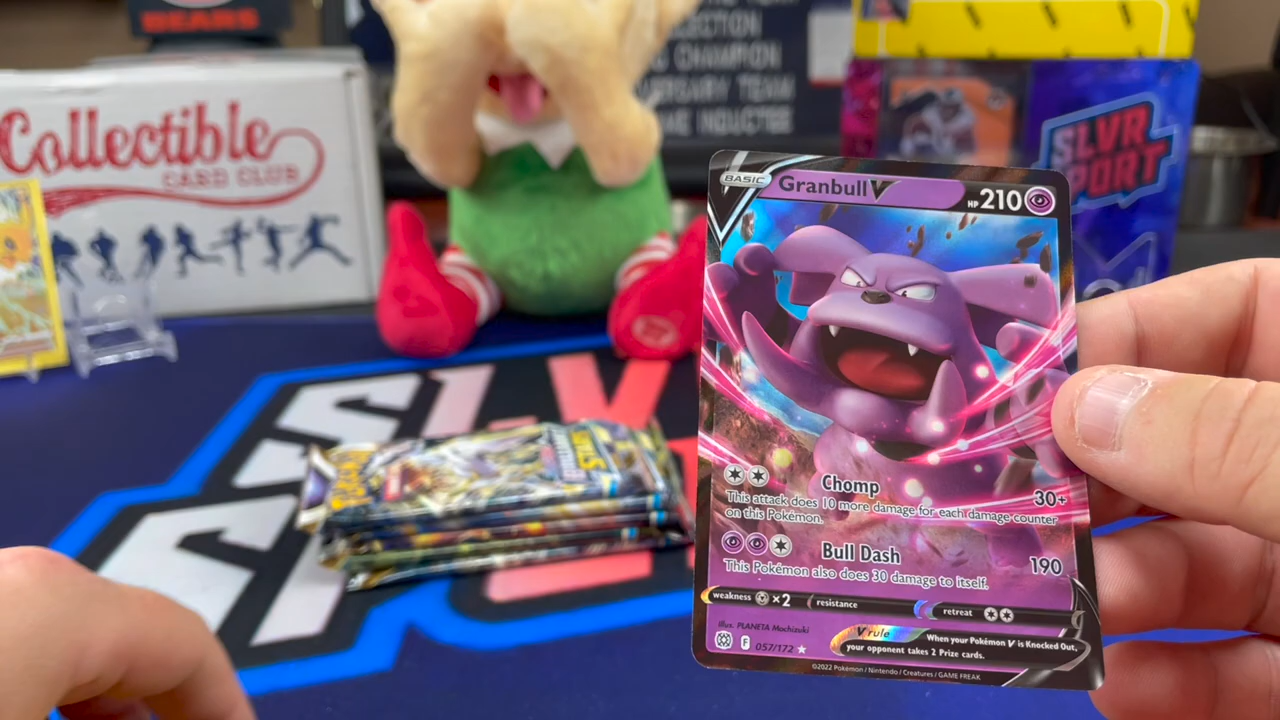 BEARS
Collectible
CARD CLUB
CHAMPION
TEAM
INDUCTEE
SLVR
SPORT
BASIC
Granbull V
HP 210
Chomp 30+
This attack does 10 more damage for each damage counter
on this Pokémon.
Bull Dash 190
This Pokémon also does 30 damage to itself.
weakness ×2 resistance retreat
Illus. PLANETA Mochizuki
F 057/172 ★
V rule
When your Pokémon V is Knocked Out,
your opponent takes 2 Prize cards.
©2022 Pokémon / Nintendo / Creatures / GAME FREAK